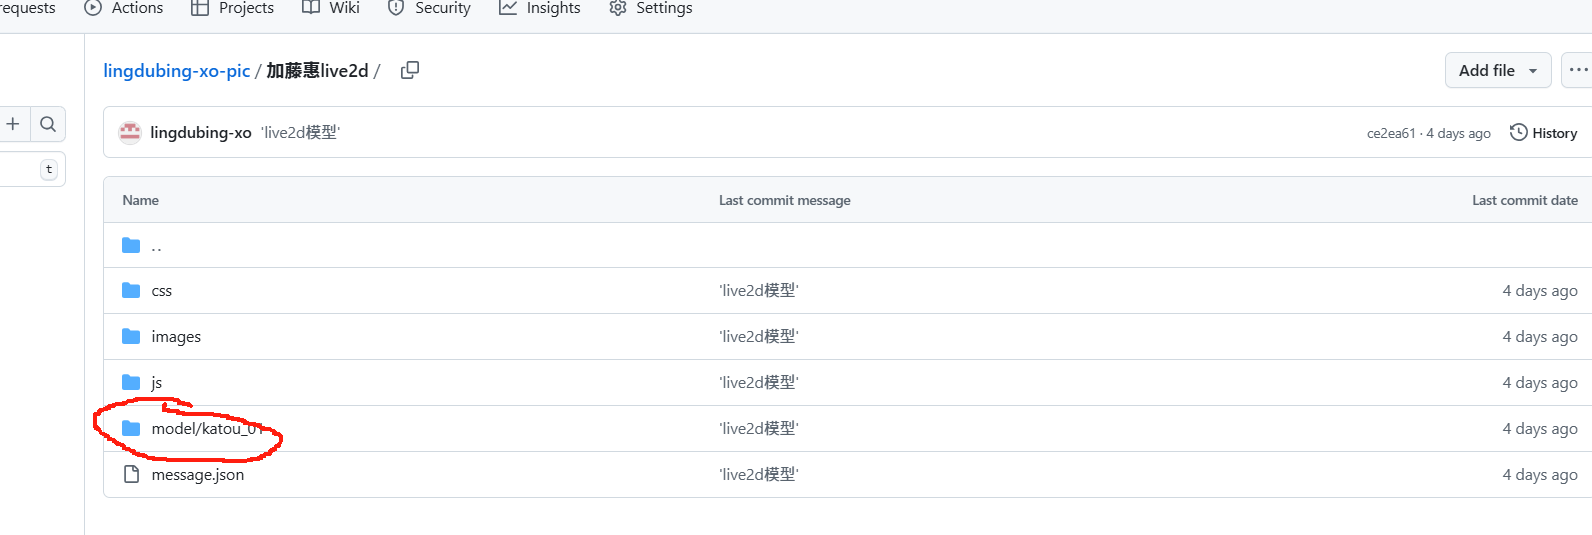 requests Actions Projects Wiki Security Insights Settings
lingdubing-xo-pic / 加藤惠live2d /
Add file
lingdubing-xo 'live2d模型'
ce2ea61 · 4 days ago History
t
Name Last commit message Last commit date
..
css 'live2d模型' 4 days ago
images 'live2d模型' 4 days ago
js 'live2d模型' 4 days ago
model/katou_01 'live2d模型' 4 days ago
message.json 'live2d模型' 4 days ago